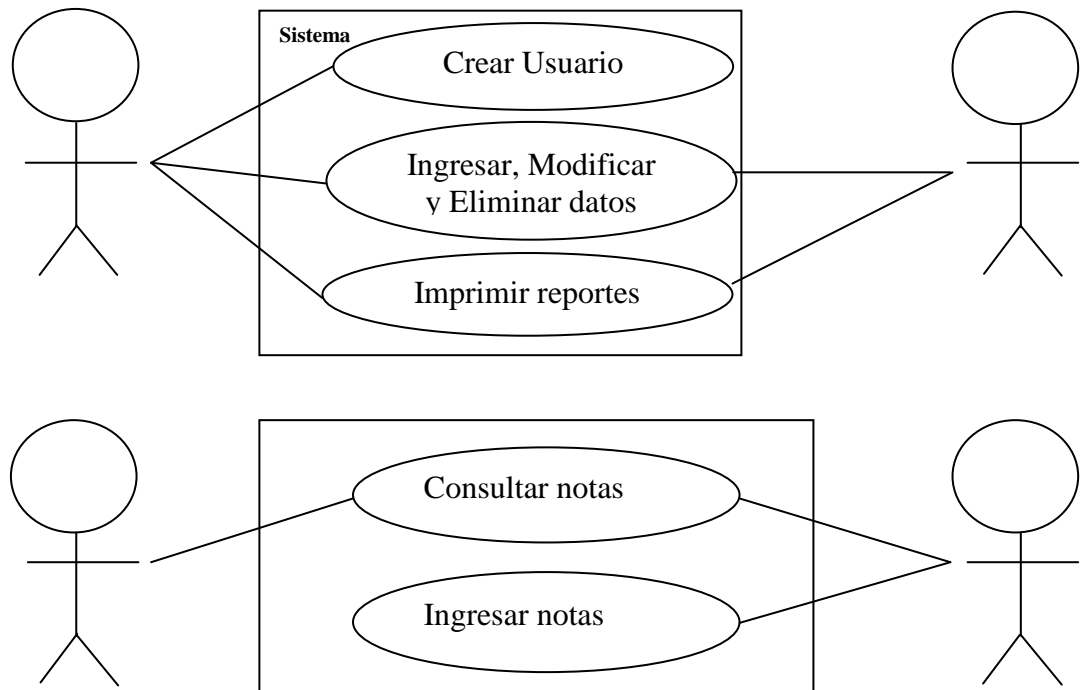 Sistema
Crear Usuario
Ingresar, Modificar
y Eliminar datos
Imprimir reportes
Consultar notas
Ingresar notas